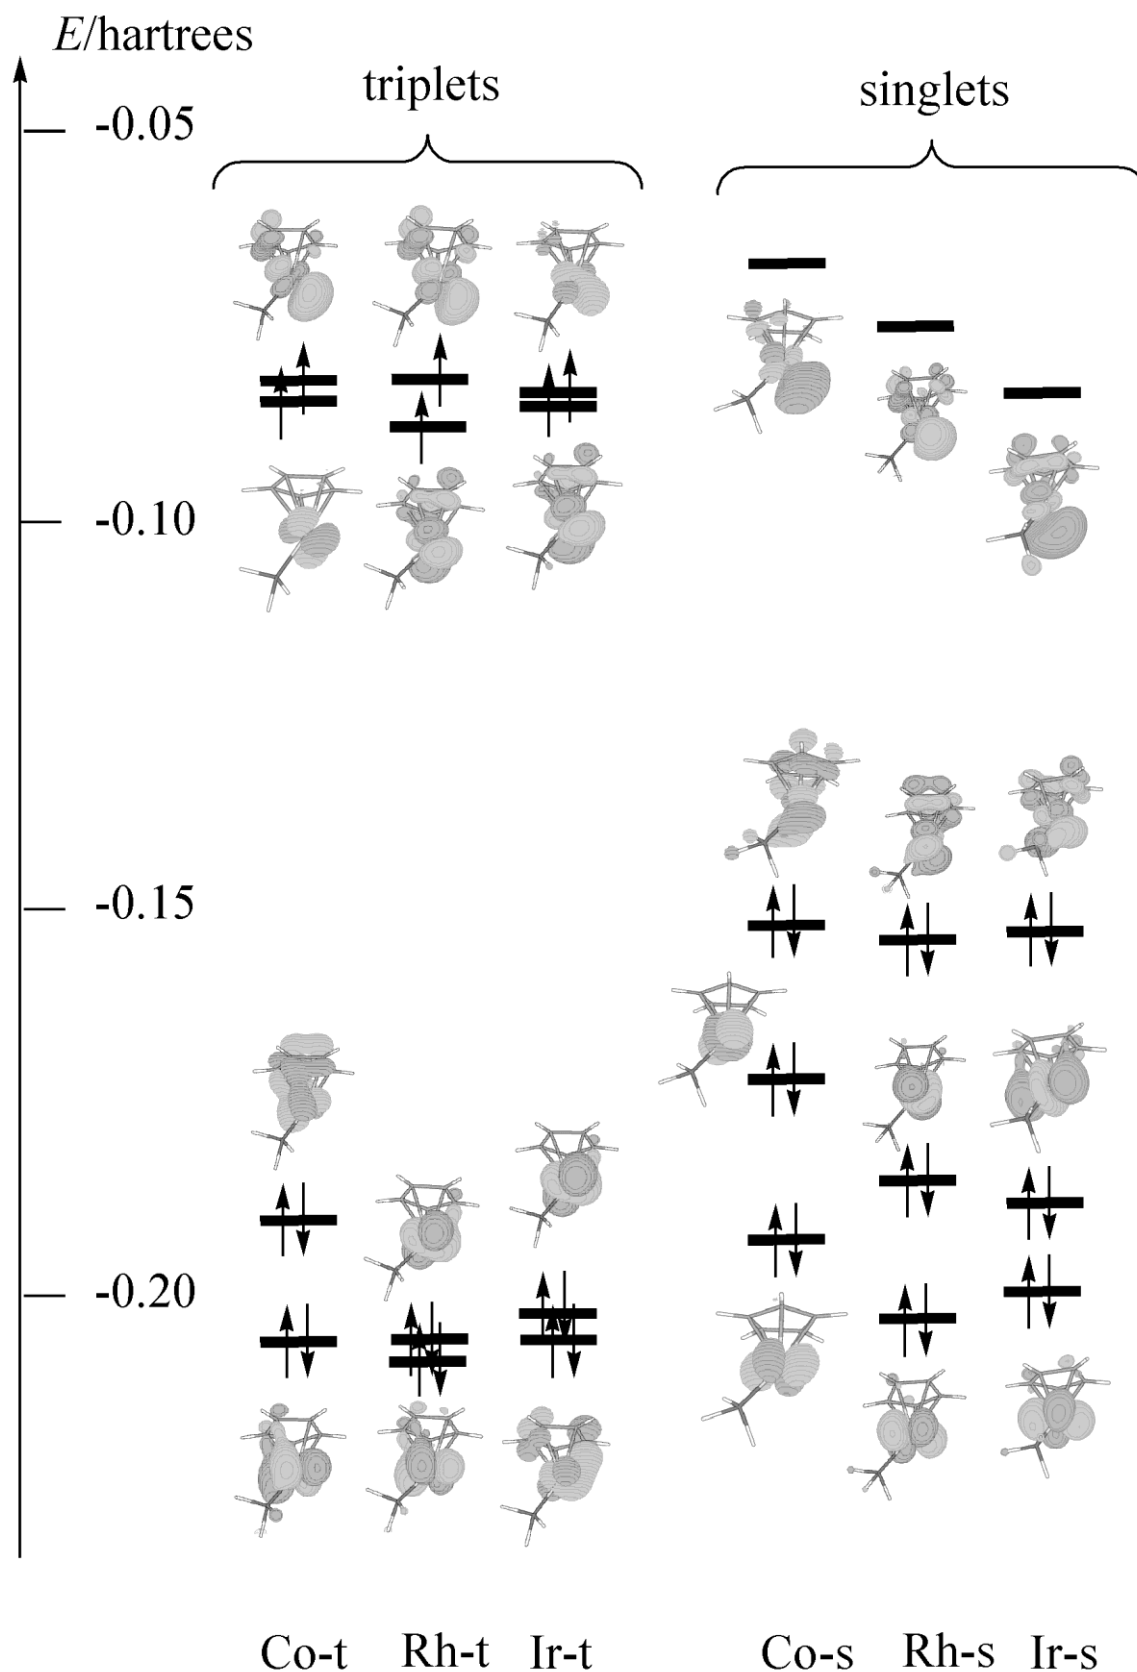 E/hartrees
triplets
singlets
-0.05
-0.10
-0.15
-0.20
Co-t Rh-t Ir-t Co-s Rh-s Ir-s